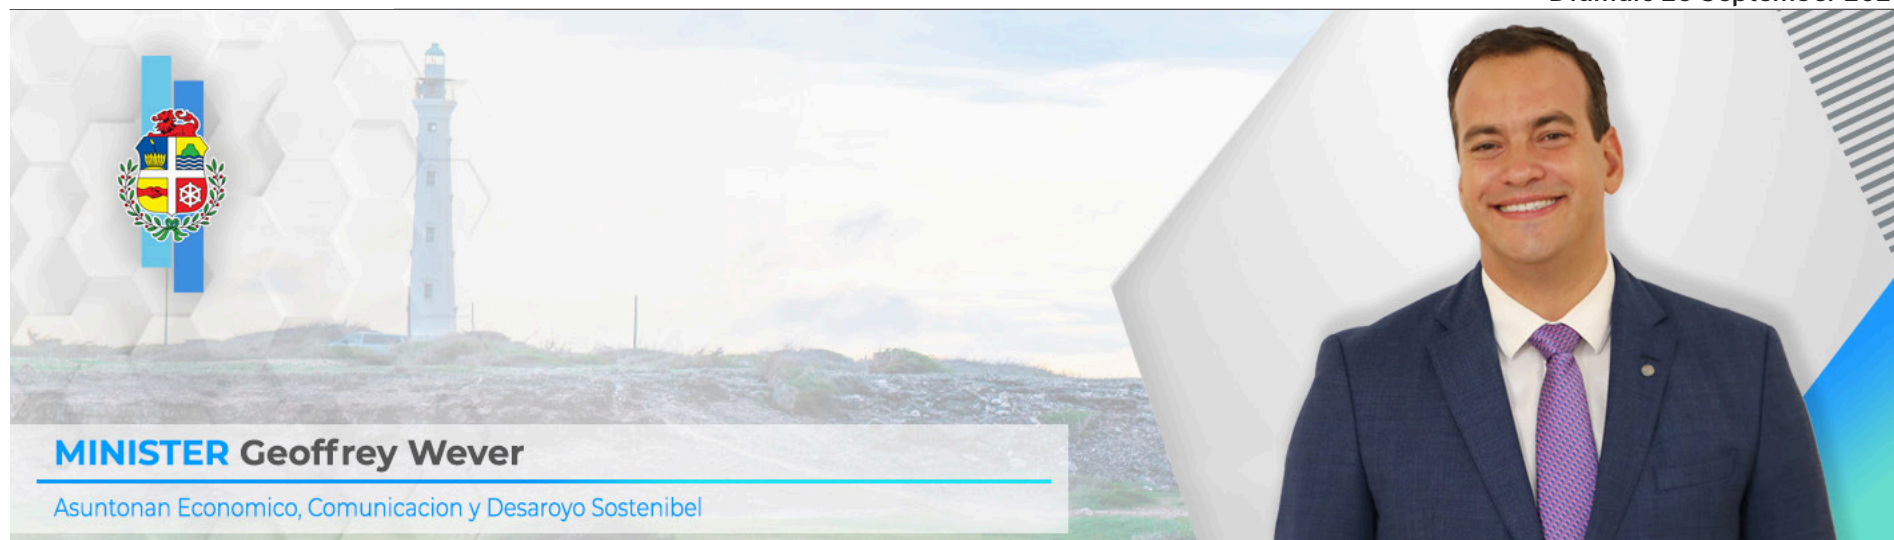 MINISTER Geoffrey Wever
Asuntonan Economico, Comunicacion y Desaroyo Sostenibel